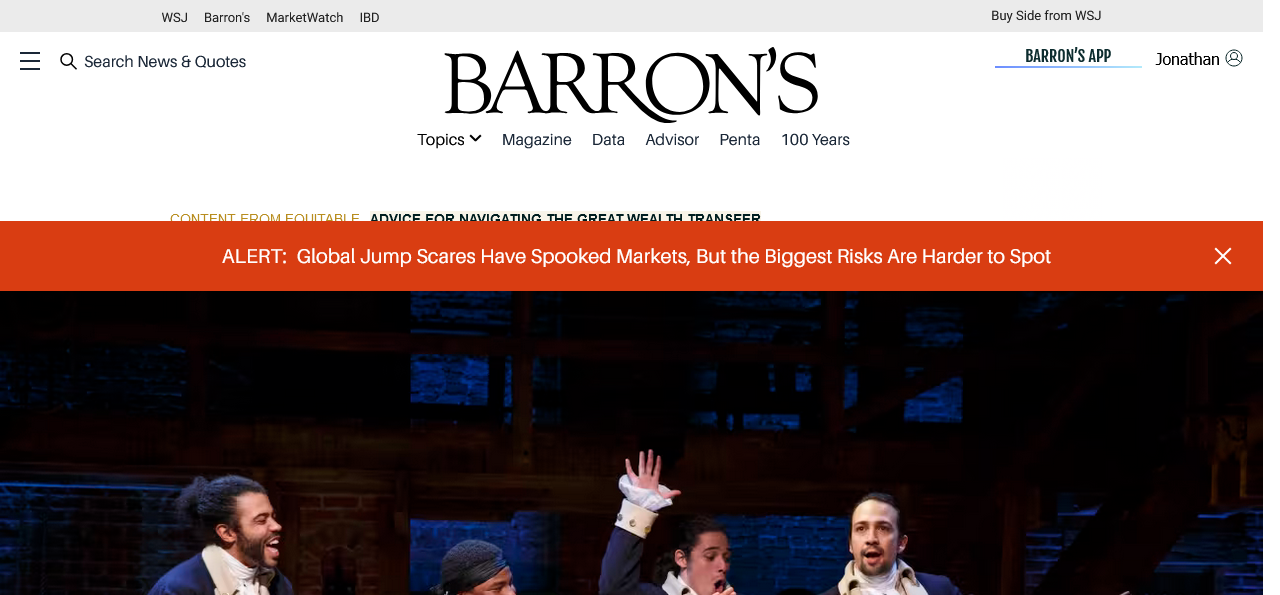 WSJ Barron's MarketWatch IBD Buy Side from WSJ
Search News & Quotes BARRON'S BARRON'S APP Jonathan
Topics Magazine Data Advisor Penta 100 Years
CONTENT FROM EQUITABLE ADVICE FOR NAVIGATING THE GREAT WEALTH TRANSFER
ALERT: Global Jump Scares Have Spooked Markets, But the Biggest Risks Are Harder to Spot